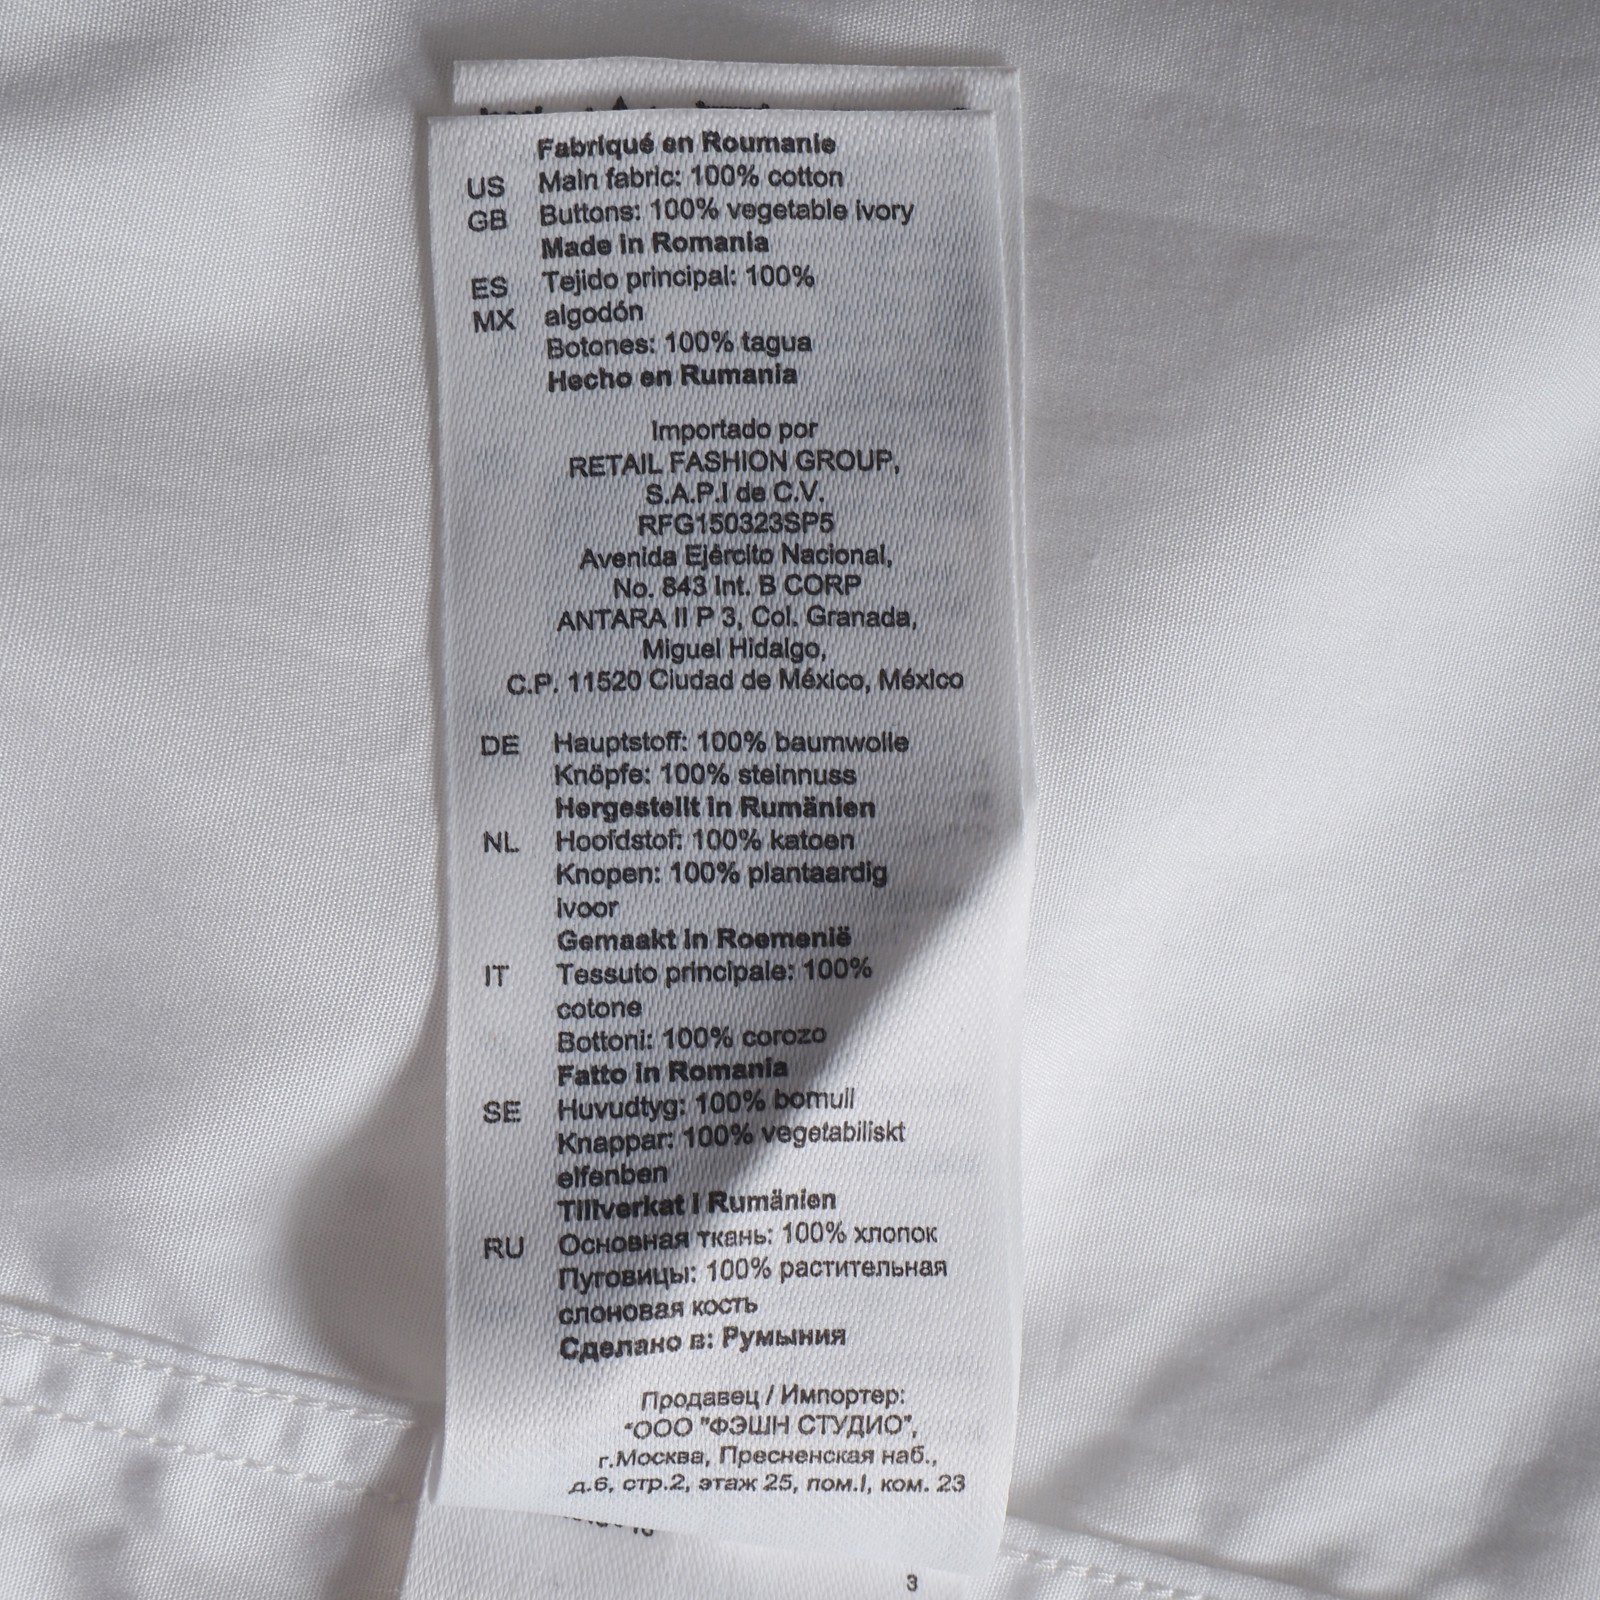 Fabriqué en Roumanie
US Main fabric: 100% cotton
GB Buttons: 100% vegetable ivory
Made in Romania
ES Tejido principal: 100%
MX algodón
Botones: 100% tagua
Hecho en Rumania
Importado por
RETAIL FASHION GROUP,
S.A.P.I de C.V.
RFG150323SP5
Avenida Ejército Nacional,
No. 843 Int. B CORP
ANTARA II P 3, Col. Granada,
Miguel Hidalgo,
C.P. 11520 Ciudad de México, México
DE Hauptstoff: 100% baumwolle
Knöpfe: 100% steinnuss
Hergestellt in Rumänien
NL Hoofdstof: 100% katoen
Knopen: 100% plantaardig
ivoor
Gemaakt in Roemenië
IT Tessuto principale: 100%
cotone
Bottoni: 100% corozo
Fatto in Romania
SE Huvudtyg: 100% bomull
Knappar: 100% vegetabiliskt
elfenben
Tillverkat i Rumänien
RU Основная ткань: 100% хлопок
Пуговицы: 100% растительная
слоновая кость
Сделано в: Румыния
Продавец / Импортер:
"ООО "ФЭШН СТУДИО",
г.Москва, Пресненская наб.,
д.6, стр.2, этаж 25, пом.I, ком. 23
3